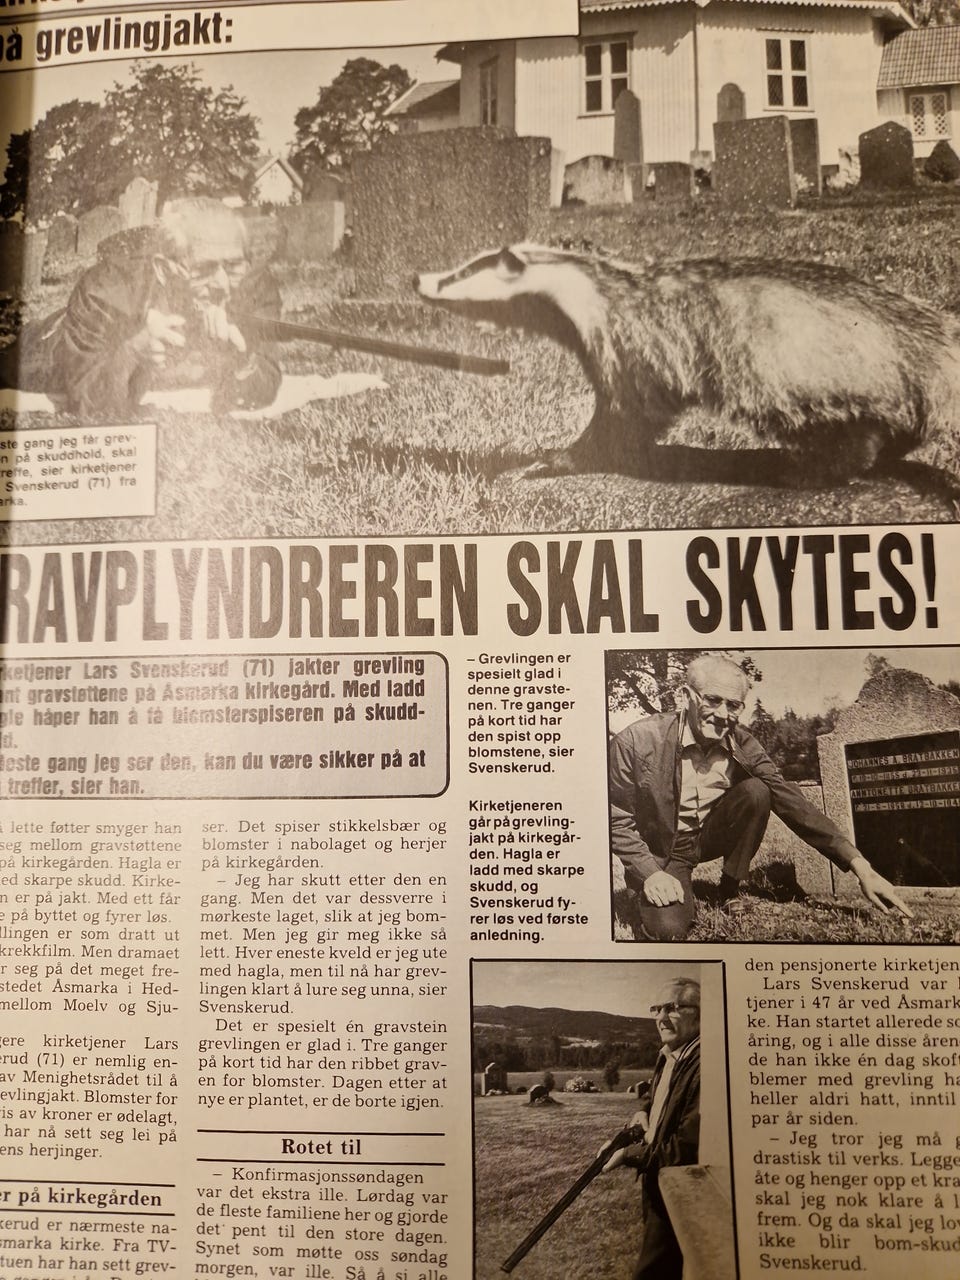 på grevlingjakt:
ste gang jeg får grev-
n på skuddhold, skal
treffe, sier kirketjener
Svenskerud (71) fra
arka.
RAVPLYNDREREN SKAL SKYTES!
rketjener Lars Svenskerud (71) jakter grevling
nt gravstøttene på Åsmarka kirkegård. Med ladd
gle håper han å få blomsterspiseren på skudd-
d.
este gang jeg ser den, kan du være sikker på at
treffer, sier han.
– Grevlingen er
spesielt glad i
denne gravste-
nen. Tre ganger
på kort tid har
den spist opp
blomstene, sier
Svenskerud.
Kirketjeneren
går på grevling-
jakt på kirkegår-
den. Hagla er
ladd med skarpe
skudd, og
Svenskerud fy-
rer løs ved første
anledning.
JOHANNES A. BRATBAKKEN
ANTONETTE BRATBAKKE
lette føtter smyger han
seg mellom gravstøttene
på kirkegården. Hagla er
ed skarpe skudd. Kirke-
n er på jakt. Med ett får
e på byttet og fyrer løs.
llingen er som dratt ut
krekkfilm. Men dramaet
r seg på det meget fre-
stedet Åsmarka i Hed-
mellom Moelv og Sju-
gere kirketjener Lars
erud (71) er nemlig en-
av Menighetsrådet til å
evlingjakt. Blomster for
vis av kroner er ødelagt,
har nå sett seg lei på
ens herjinger.
er på kirkegården
kerud er nærmeste na-
smarka kirke. Fra TV-
tuen har han sett grev-
ser. Det spiser stikkelsbær og
blomster i nabolaget og herjer
på kirkegården.
– Jeg har skutt etter den en
gang. Men det var dessverre i
mørkeste laget, slik at jeg bom-
met. Men jeg gir meg ikke så
lett. Hver eneste kveld er jeg ute
med hagla, men til nå har grev-
lingen klart å lure seg unna, sier
Svenskerud.
Det er spesielt én gravstein
grevlingen er glad i. Tre ganger
på kort tid har den ribbet grav-
en for blomster. Dagen etter at
nye er plantet, er de borte igjen.
Rotet til
– Konfirmasjonssøndagen
var det ekstra ille. Lørdag var
de fleste familiene her og gjorde
det pent til den store dagen.
Synet som møtte oss søndag
morgen, var ille. Så å si alle
den pensjonerte kirketjen
Lars Svenskerud var
tjener i 47 år ved Åsmark
ke. Han startet allerede so
åring, og i alle disse åren
de han ikke én dag skoft
blemer med grevling ha
heller aldri hatt, inntil
par år siden.
– Jeg tror jeg må g
drastisk til verks. Legge
åte og henger opp et kra
skal jeg nok klare å l
frem. Og da skal jeg lov
ikke blir bom-skud
Svenskerud.